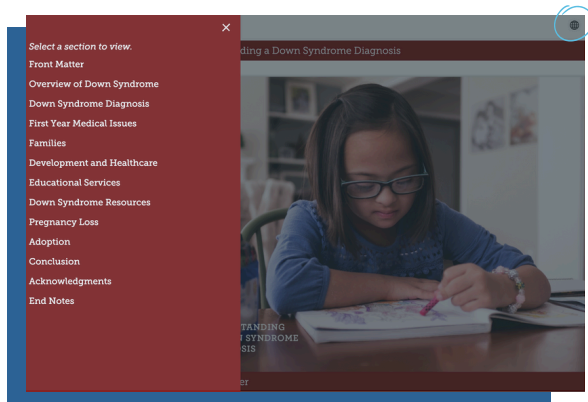 ding a Down Syndrome Diagnosis
Select a section to view.
Front Matter
Overview of Down Syndrome
Down Syndrome Diagnosis
First Year Medical Issues
Families
Development and Healthcare
Educational Services
Down Syndrome Resources
Pregnancy Loss
Adoption
Conclusion
Acknowledgments
End Notes
TANDING
N SYNDROME
SIS
er